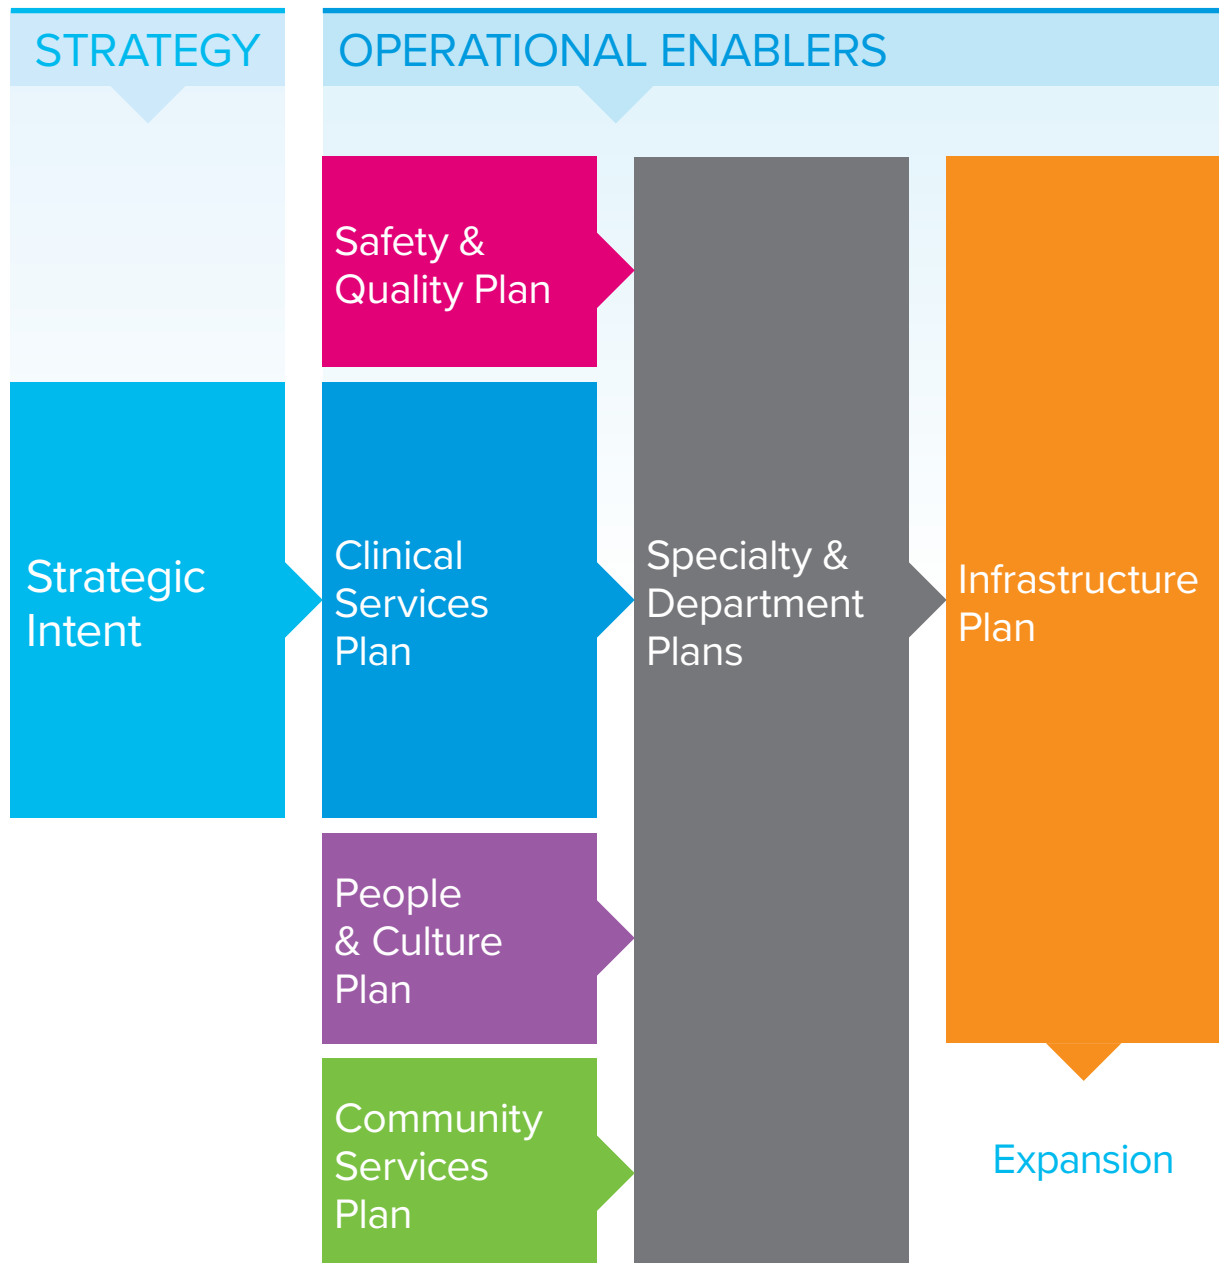 STRATEGY
OPERATIONAL ENABLERS
Safety &
Quality Plan
Strategic
Intent
Clinical
Services
Plan
People
& Culture
Plan
Community
Services
Plan
Specialty &
Department
Plans
Infrastructure
Plan
Expansion